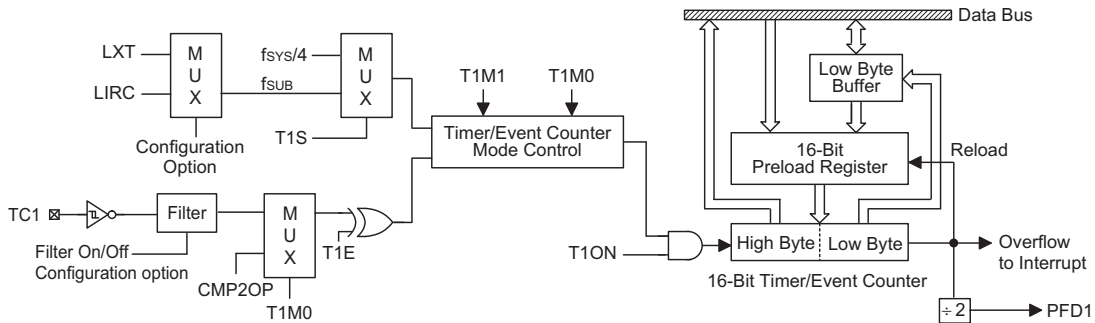 Data Bus
LXT
LIRC
M
U
X
Configuration
Option
fSYS/4
fSUB
M
U
X
T1S
T1M1
T1M0
Timer/Event Counter
Mode Control
Low Byte
Buffer
16-Bit
Preload Register
Reload
TC1
Filter
Filter On/Off
Configuration option
M
U
X
CMP2OP
T1M0
T1E
T1ON
High Byte
Low Byte
16-Bit Timer/Event Counter
Overflow
to Interrupt
÷2
PFD1